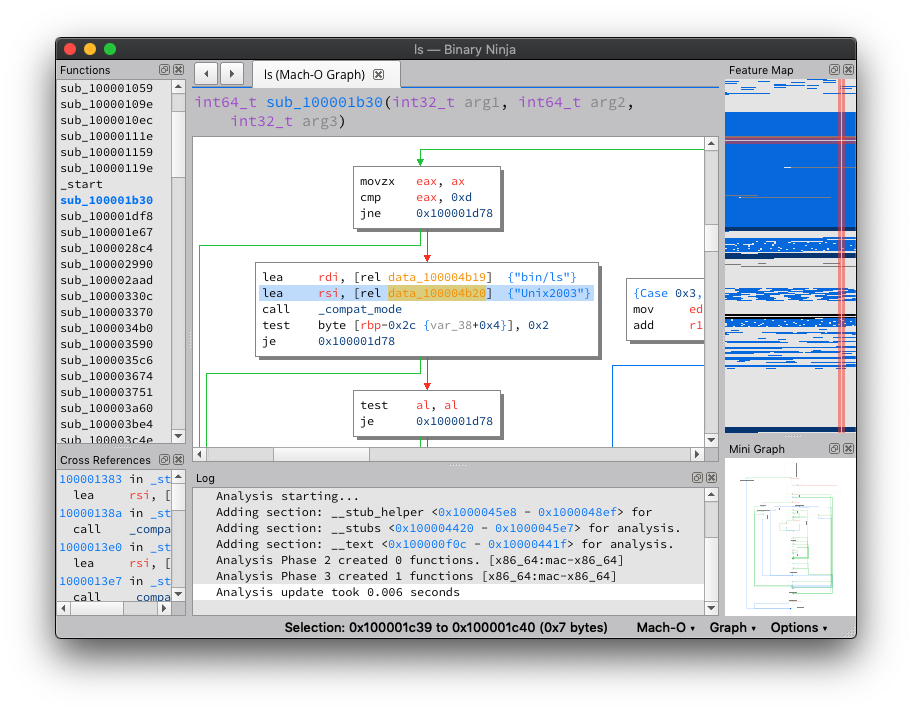 ls — Binary Ninja
Functions
sub_100001059
sub_10000109e
sub_1000010ec
sub_10000111e
sub_100001159
sub_10000119e
_start
sub_100001b30
sub_100001df8
sub_100001e67
sub_1000028c4
sub_100002990
sub_100002aad
sub_10000330c
sub_100003370
sub_1000034b0
sub_100003590
sub_1000035c6
sub_100003674
sub_100003751
sub_100003a60
sub_100003be4
sub_100003c4e
Cross References
100001383 in _st
lea rsi, [
10000138a in _st
call _compa
1000013e0 in _st
lea rsi, [
1000013e7 in _st
call _compa
ls (Mach-O Graph)
int64_t sub_100001b30(int32_t arg1, int64_t arg2,
int32_t arg3)
movzx eax, ax
cmp eax, 0xd
jne 0x100001d78
lea rdi, [rel data_100004b19] {"bin/ls"}
lea rsi, [rel data_100004b20] {"Unix2003"}
call _compat_mode
test byte [rbp-0x2c {var_38+0x4}], 0x2
je 0x100001d78
{Case 0x3,
mov ed
add r1
test al, al
je 0x100001d78
Log
Analysis starting...
Adding section: __stub_helper <0x1000045e8 - 0x1000048ef> for
Adding section: __stubs <0x100004420 - 0x1000045e7> for analysis.
Adding section: __text <0x100000f0c - 0x10000441f> for analysis.
Analysis Phase 2 created 0 functions. [x86_64:mac-x86_64]
Analysis Phase 3 created 1 functions [x86_64:mac-x86_64]
Analysis update took 0.006 seconds
Feature Map
Mini Graph
Selection: 0x100001c39 to 0x100001c40 (0x7 bytes) Mach-O Graph Options